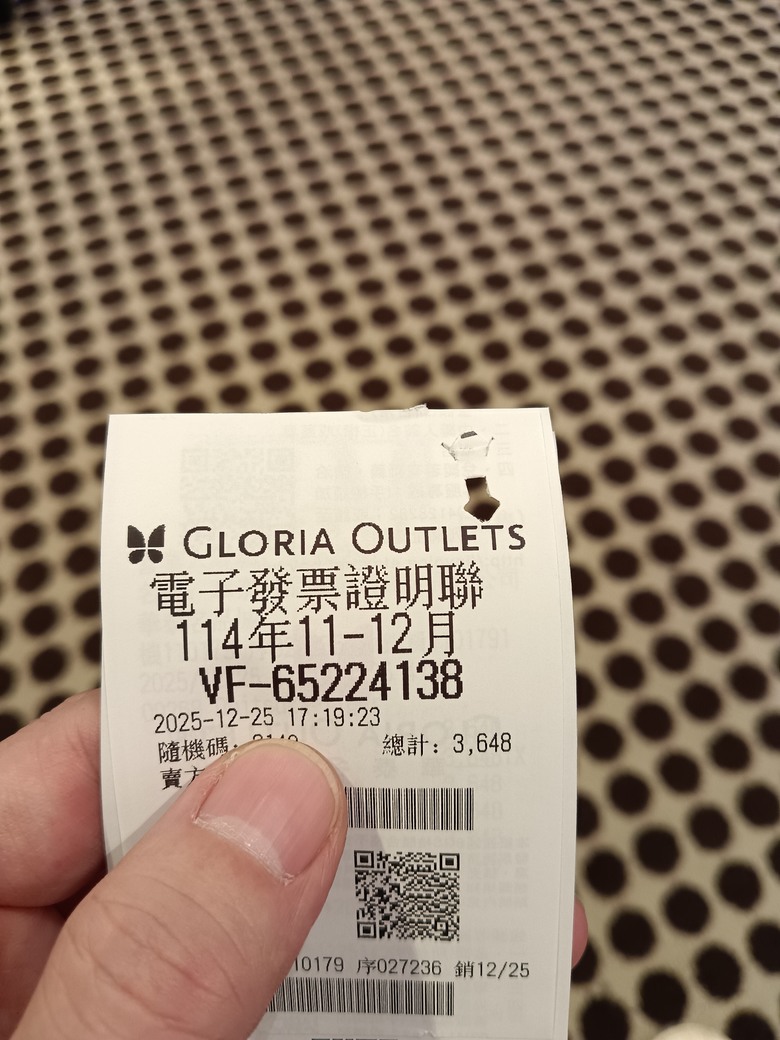 GLORIA OUTLETS
電子發票證明聯
114年11-12月
VF-65224138
2025-12-25 17:19:23
隨機碼: 總計: 3,648
賣方
10179 序027236 銷12/25